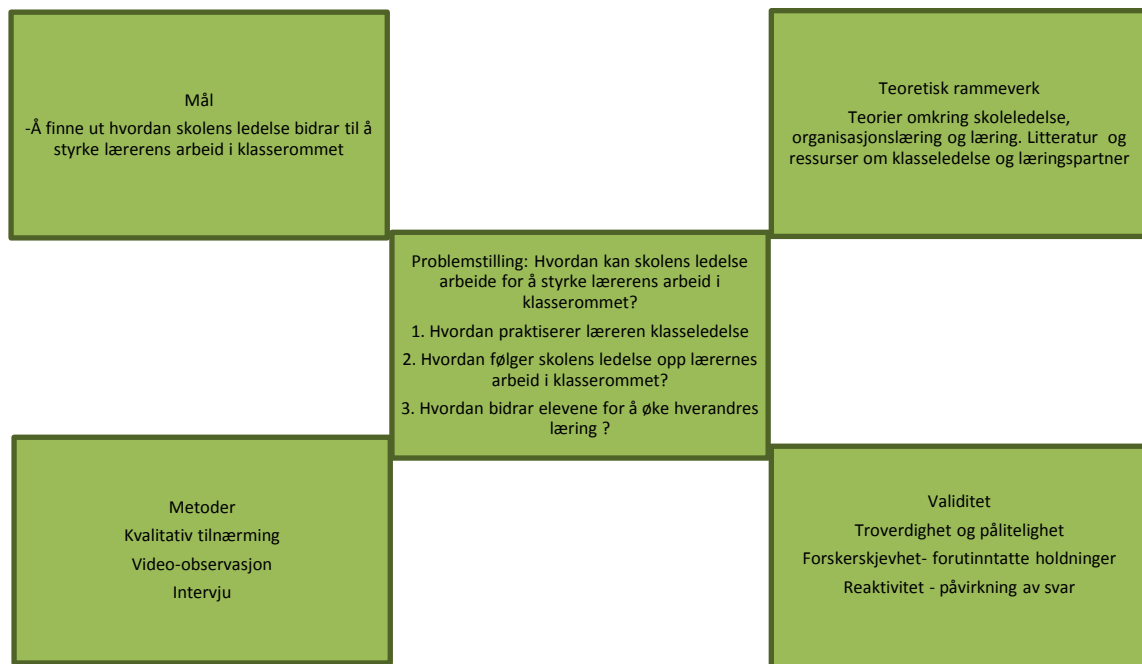 Mål
-Å finne ut hvordan skolens ledelse bidrar til å
styrke lærerens arbeid i klasserommet
Teoretisk rammeverk
Teorier omkring skoleledelse,
organisasjonslæring og læring. Litteratur og
ressurser om klasseledelse og læringspartner
Problemstilling: Hvordan kan skolens ledelse
arbeide for å styrke lærerens arbeid i
klasserommet?
1. Hvordan praktiserer læreren klasseledelse
2. Hvordan følger skolens ledelse opp lærernes
arbeid i klasserommet?
3. Hvordan bidrar elevene for å øke hverandres
læring ?
Metoder
Kvalitativ tilnærming
Video-observasjon
Intervju
Validitet
Troverdighet og pålitelighet
Forskerskjevhet- forutinntatte holdninger
Reaktivitet - påvirkning av svar